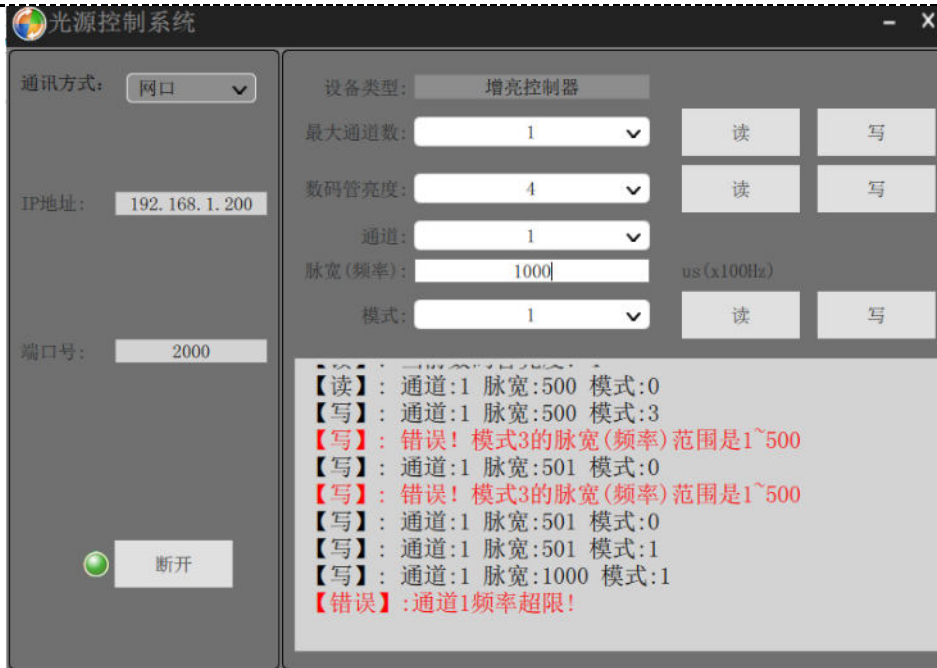 光源控制系统
通讯方式: 网口
IP地址: 192.168.1.200
端口号: 2000
断开
设备类型: 增亮控制器
最大通道数: 1 读 写
数码管亮度: 4 读 写
通道: 1
脉宽(频率): 1000 us(x100Hz)
模式: 1 读 写
【读】: 通道:1 脉宽:500 模式:0
【写】: 通道:1 脉宽:500 模式:3
【写】: 错误! 模式3的脉宽(频率)范围是1~500
【写】: 通道:1 脉宽:501 模式:0
【写】: 错误! 模式3的脉宽(频率)范围是1~500
【写】: 通道:1 脉宽:501 模式:0
【写】: 通道:1 脉宽:501 模式:1
【写】: 通道:1 脉宽:1000 模式:1
【错误】:通道1频率超限!